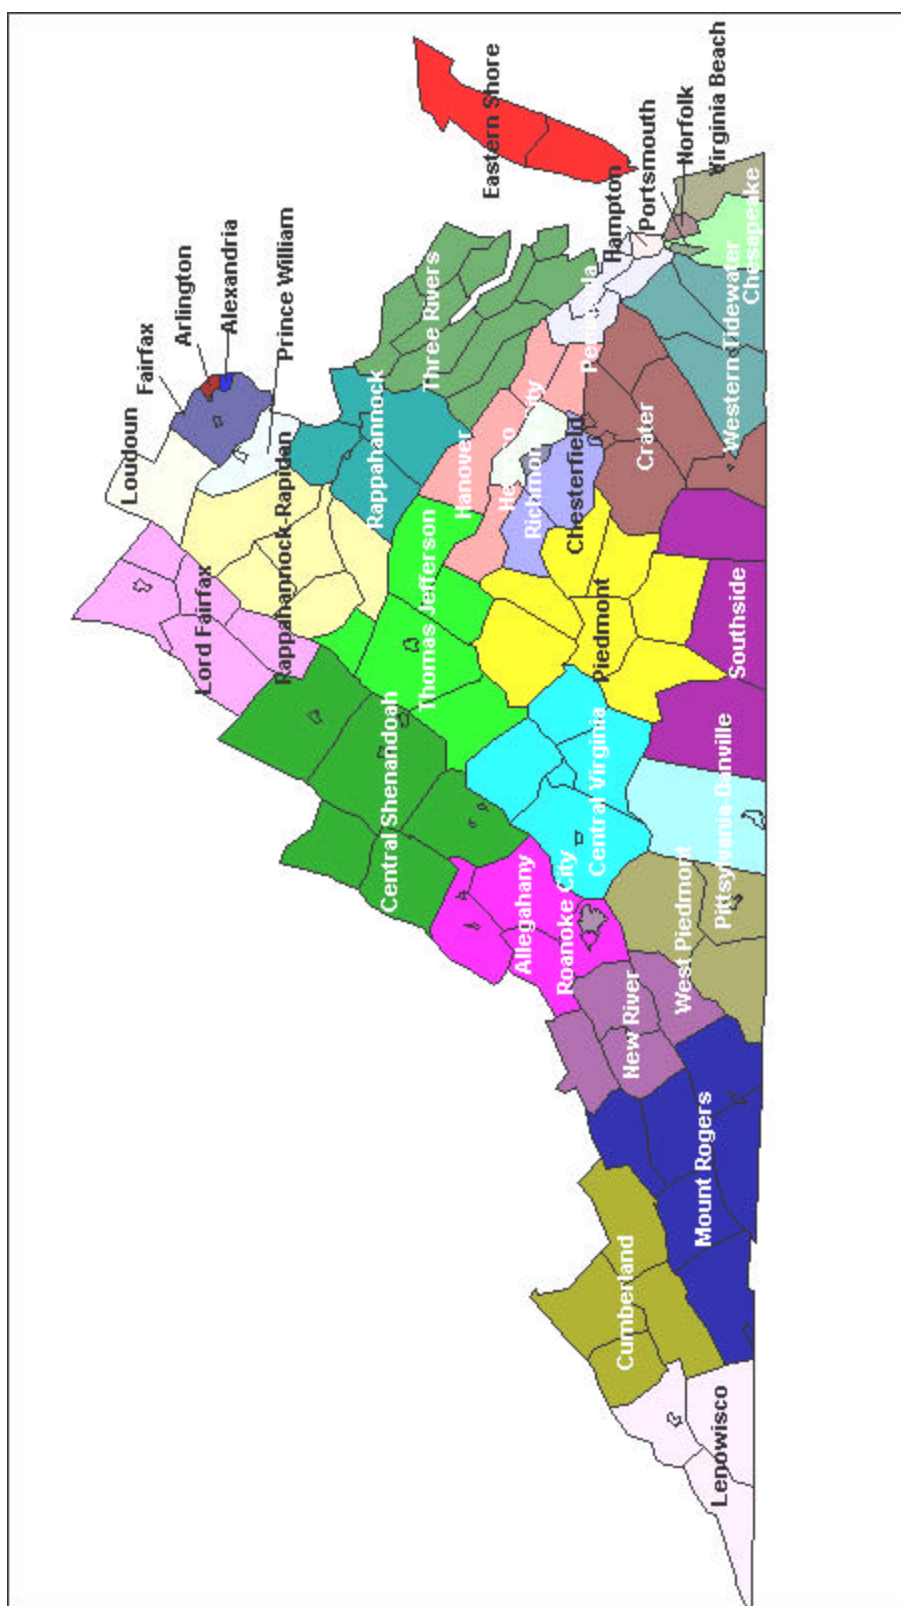 Loudoun
Fairfax
Arlington
Alexandria
Prince William
Lord Fairfax
Rappahannock-Rapidan
Rappahannock
Three Rivers
Eastern Shore
Central Shenandoah
Thomas Jefferson
Hanover
Richmon
City
Chesterfield
Hampton
Portsmouth
Norfolk
Virginia Beach
Chesapeake
Western Tidewater
Crater
Piedmont
Southside
Central Virginia
Pittsylvania-Danville
Allegahany
Roanoke City
West Piedmont
New River
Mount Rogers
Cumberland
Lenowisco